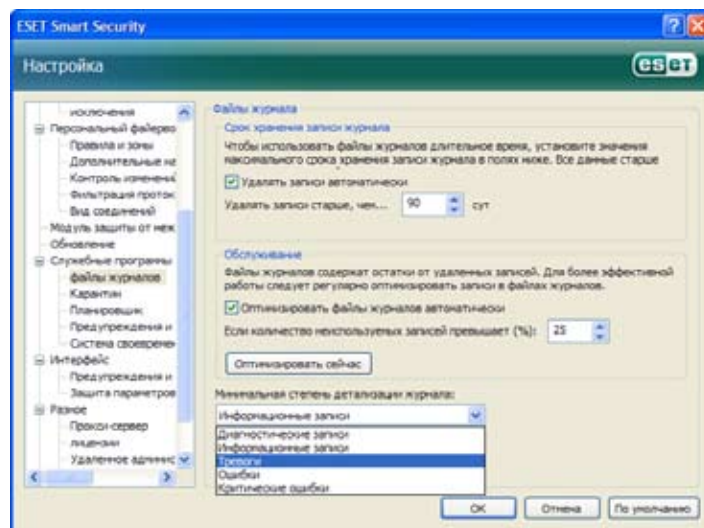 ESET Smart Security
Настройка
eset
исключения
Персональный файерво
Правила и зоны
Дополнительные не
Контроль изменений
Фильтрация проток
Вид соединений
Модуль защиты от неж
Обновление
Служебные программы
файлы журналов
Карантин
Планировщик
Предупреждения и
Система своевремен
Интерфейс
Предупреждения и
Защита параметров
Разное
Прокси-сервер
лицензии
Удаленное админис
Файлы журнала
Срок хранения записи журнала
Чтобы использовать файлы журналов длительное время, установите значения
максимального срока хранения записи журнала в полях ниже. Все данные старше
Удалять записи автоматически
Удалять записи старше, чем... 90 сут
Обслуживание
Файлы журналов содержат остатки от удаленных записей. Для более эффективной
работы следует регулярно оптимизировать записи в файлах журналов.
Оптимизировать файлы журналов автоматически
Если количество неиспользуемых записей превышает (%): 25
Оптимизировать сейчас
Минимальная степень детализации журнала:
Информационные записи
Диагностические записи
Информационные записи
Тревоги
Ошибки
Критические ошибки
OK Отмена По умолчанию